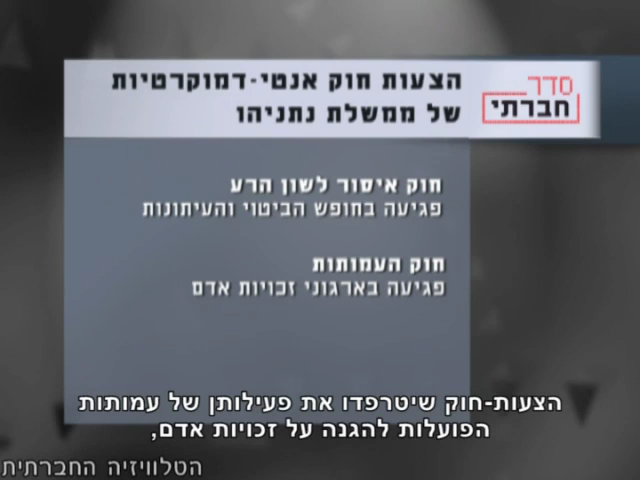 הצעות חוק אנטי-דמוקרטיות
של ממשלת נתניהו
סדר
חברתי
חוק איסור לשון הרע
פגיעה בחופש הביטוי והעיתונות
חוק העמותות
פגיעה בארגוני זכויות אדם
הצעות-חוק שיטרפדו את פעילותן של עמותות
הפועלות להגנה על זכויות אדם,
הטלוויזיה החברתית